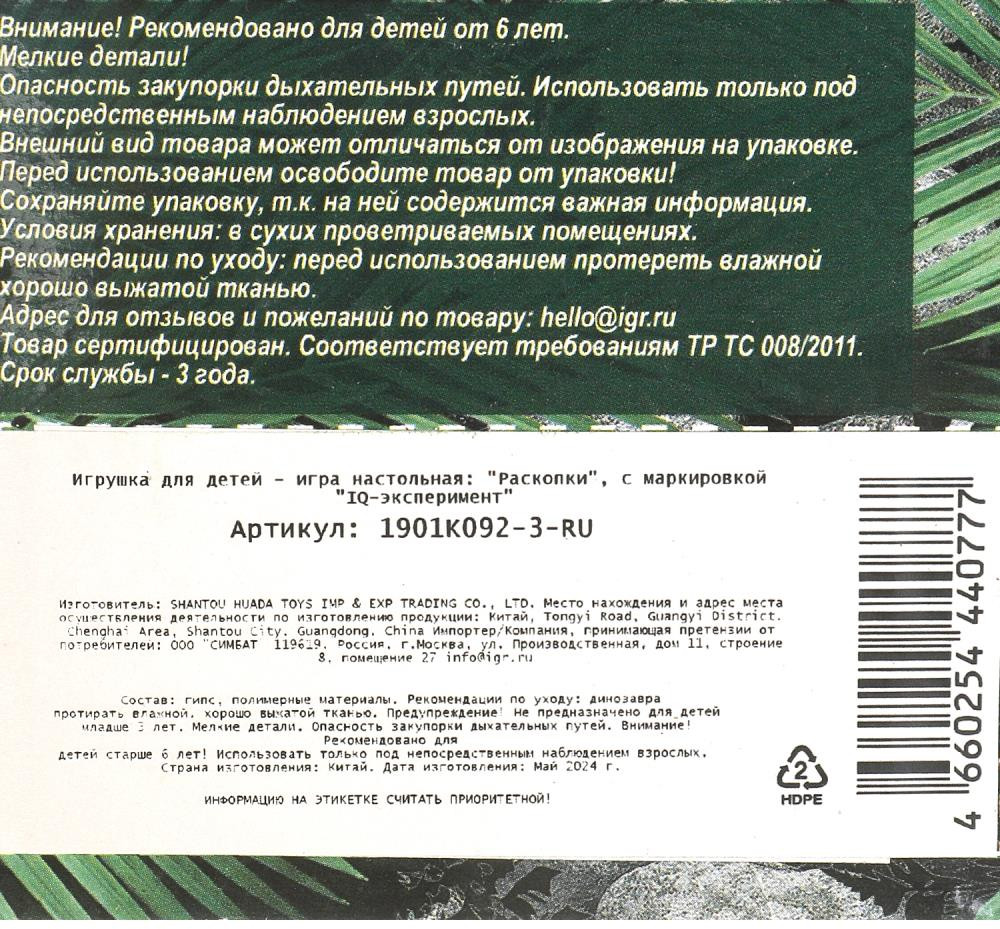 Внимание! Рекомендовано для детей от 6 лет.
Мелкие детали!
Опасность закупорки дыхательных путей. Использовать только под
непосредственным наблюдением взрослых.
Внешний вид товара может отличаться от изображения на упаковке.
Перед использованием освободите товар от упаковки!
Сохраняйте упаковку, т.к. на ней содержится важная информация.
Условия хранения: в сухих проветриваемых помещениях.
Рекомендации по уходу: перед использованием протереть влажной
хорошо выжатой тканью.
Адрес для отзывов и пожеланий по товару: hello@igr.ru
Товар сертифицирован. Соответствует требованиям ТР ТС 008/2011.
Срок службы - 3 года.
Игрушка для детей - игра настольная: "Раскопки", с маркировкой
"IQ-эксперимент"
Артикул: 1901K092-3-RU
Изготовитель: SHANTOU HUADA TOYS IMP & EXP TRADING CO., LTD. Место нахождения и адрес места
осуществления деятельности по изготовлению продукции: Китай, Tongyi Road, Guangyi District.
Chenghai Area, Shantou City. Guangdong, China Импортер/Компания, принимающая претензии от
потребителей: ООО "СИМБАТ" 119619, Россия, г.Москва, ул. Производственная, дом 11, строение
8, помещение 27 info@igr.ru
Состав: гипс, полимерные материалы. Рекомендации по уходу: динозавра
протирать влажной, хорошо выжатой тканью. Предупреждение! Не предназначено для детей
младше 3 лет. Мелкие детали. Опасность закупорки дыхательных путей. Внимание!
Рекомендовано для
детей старше 6 лет! Использовать только под непосредственным наблюдением взрослых.
Страна изготовления: Китай. Дата изготовления: Май 2024 г.
ИНФОРМАЦИЮ НА ЭТИКЕТКЕ СЧИТАТЬ ПРИОРИТЕТНОЙ!
2
HDPE
4 660254 440777